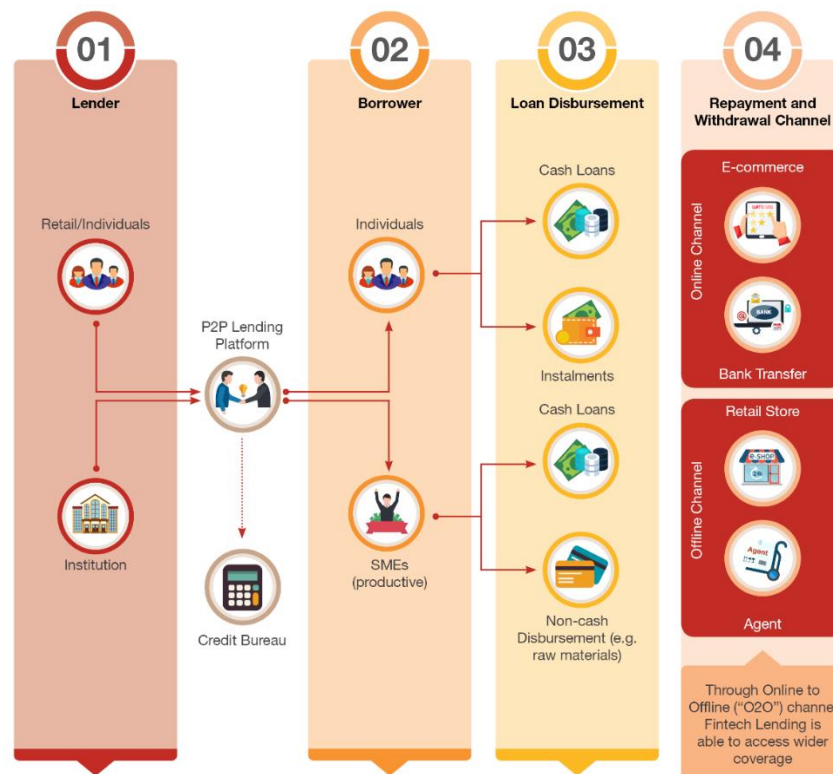 01
Lender
Retail/Individuals
Institution
P2P Lending
Platform
Credit Bureau
02
Borrower
Individuals
SMEs
(productive)
03
Loan Disbursement
Cash Loans
Instalments
Cash Loans
Non-cash
Disbursement (e.g.
raw materials)
04
Repayment and
Withdrawal Channel
Online Channel
E-commerce
BANK
Bank Transfer
Offline Channel
Retail Store
e-SHOP
Agent
Agent
Through Online to
Offline ("O2O") channe
Fintech Lending is
able to access wider
coverage